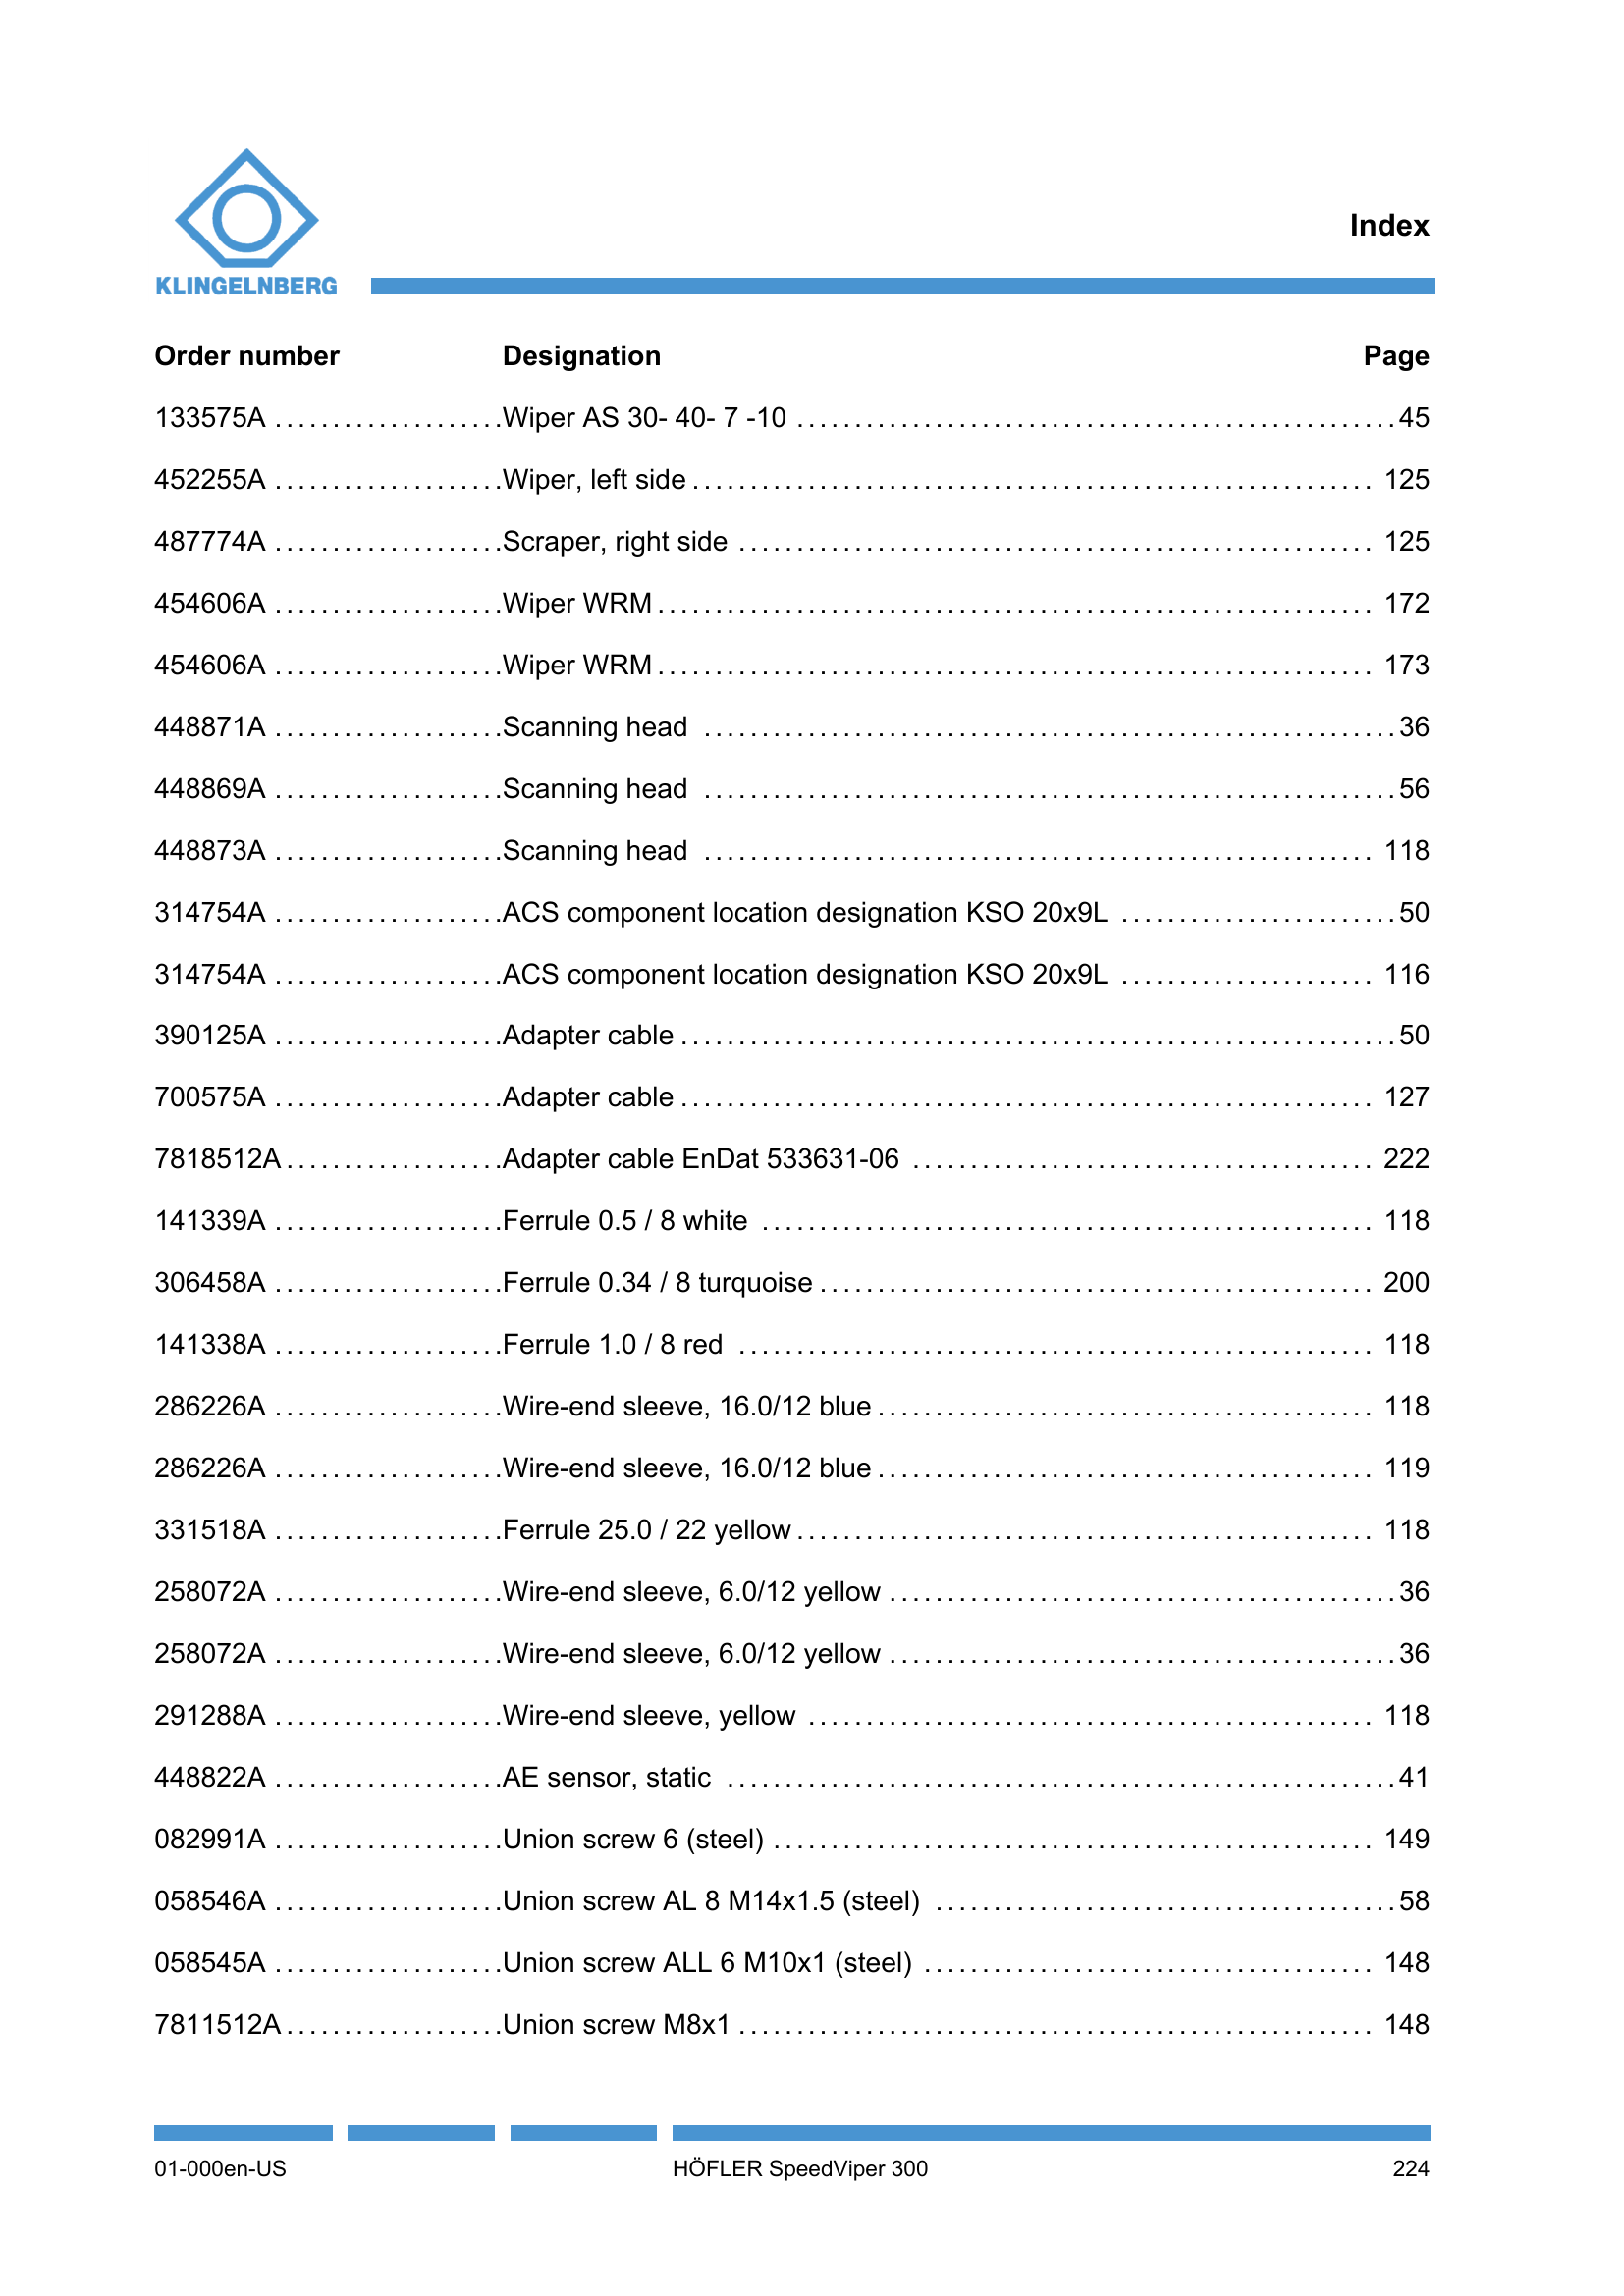 KLINGELNBERG
Index
Order number Designation Page
133575A ....................Wiper AS 30- 40- 7 -10 ....................................................45
452255A ....................Wiper, left side........................................................... 125
487774A ....................Scraper, right side ....................................................... 125
454606A ....................Wiper WRM.............................................................. 172
454606A ....................Wiper WRM.............................................................. 173
448871A ....................Scanning head ............................................................36
448869A ....................Scanning head ............................................................56
448873A ....................Scanning head .......................................................... 118
314754A ....................ACS component location designation KSO 20x9L ........................50
314754A ....................ACS component location designation KSO 20x9L ...................... 116
390125A ....................Adapter cable..............................................................50
700575A ....................Adapter cable............................................................ 127
7818512A...................Adapter cable EnDat 533631-06 ........................................ 222
141339A ....................Ferrule 0.5 / 8 white ..................................................... 118
306458A ....................Ferrule 0.34 / 8 turquoise................................................ 200
141338A ....................Ferrule 1.0 / 8 red ....................................................... 118
286226A ....................Wire-end sleeve, 16.0/12 blue........................................... 118
286226A ....................Wire-end sleeve, 16.0/12 blue........................................... 119
331518A ....................Ferrule 25.0 / 22 yellow.................................................. 118
258072A ....................Wire-end sleeve, 6.0/12 yellow ............................................36
258072A ....................Wire-end sleeve, 6.0/12 yellow ............................................36
291288A ....................Wire-end sleeve, yellow ................................................. 118
448822A ....................AE sensor, static ..........................................................41
082991A ....................Union screw 6 (steel) .................................................... 149
058546A ....................Union screw AL 8 M14x1.5 (steel) ........................................58
058545A ....................Union screw ALL 6 M10x1 (steel) ....................................... 148
7811512A...................Union screw M8x1 ....................................................... 148
01-000en-US HÖFLER SpeedViper 300 224